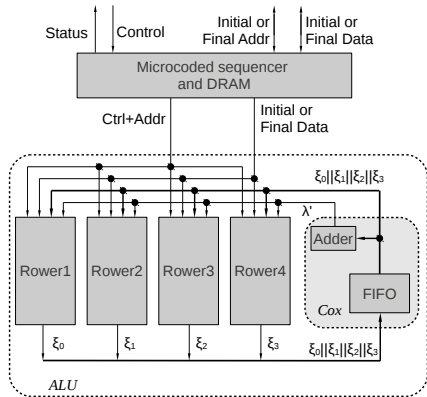 Status
Control
Initial or
Final Addr
Initial or
Final Data
Microcoded sequencer
and DRAM
Ctrl+Addr
Initial or
Final Data
ξ0||ξ1||ξ2||ξ3
λ'
Rower1
Rower2
Rower3
Rower4
Adder
FIFO
Cox
ξ0
ξ1
ξ2
ξ3
ξ0||ξ1||ξ2||ξ3
ALU